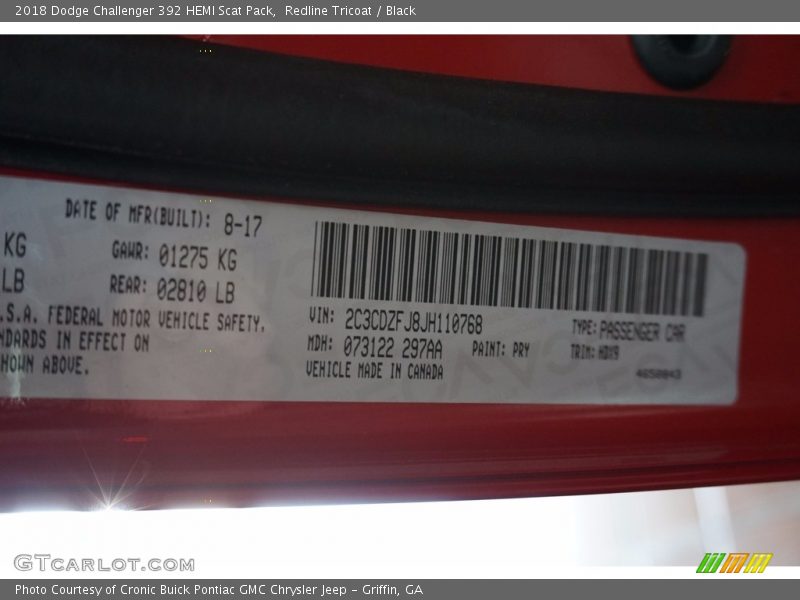 2018 Dodge Challenger 392 HEMI Scat Pack, Redline Tricoat / Black
DATE OF MFR(BUILT): 8-17
KG GAWR: 01275 KG
LB REAR: 02810 LB
.S.A. FEDERAL MOTOR VEHICLE SAFETY.
NDARDS IN EFFECT ON
HOWN ABOVE.
VIN: 2C3CDZFJ8JH110768 TYPE: PASSENGER CAR
MDH: 073122 297AA PAINT: PRY TRIM: HDX9
VEHICLE MADE IN CANADA
4650843
GTCARLOT.COM
Photo Courtesy of Cronic Buick Pontiac GMC Chrysler Jeep - Griffin, GA